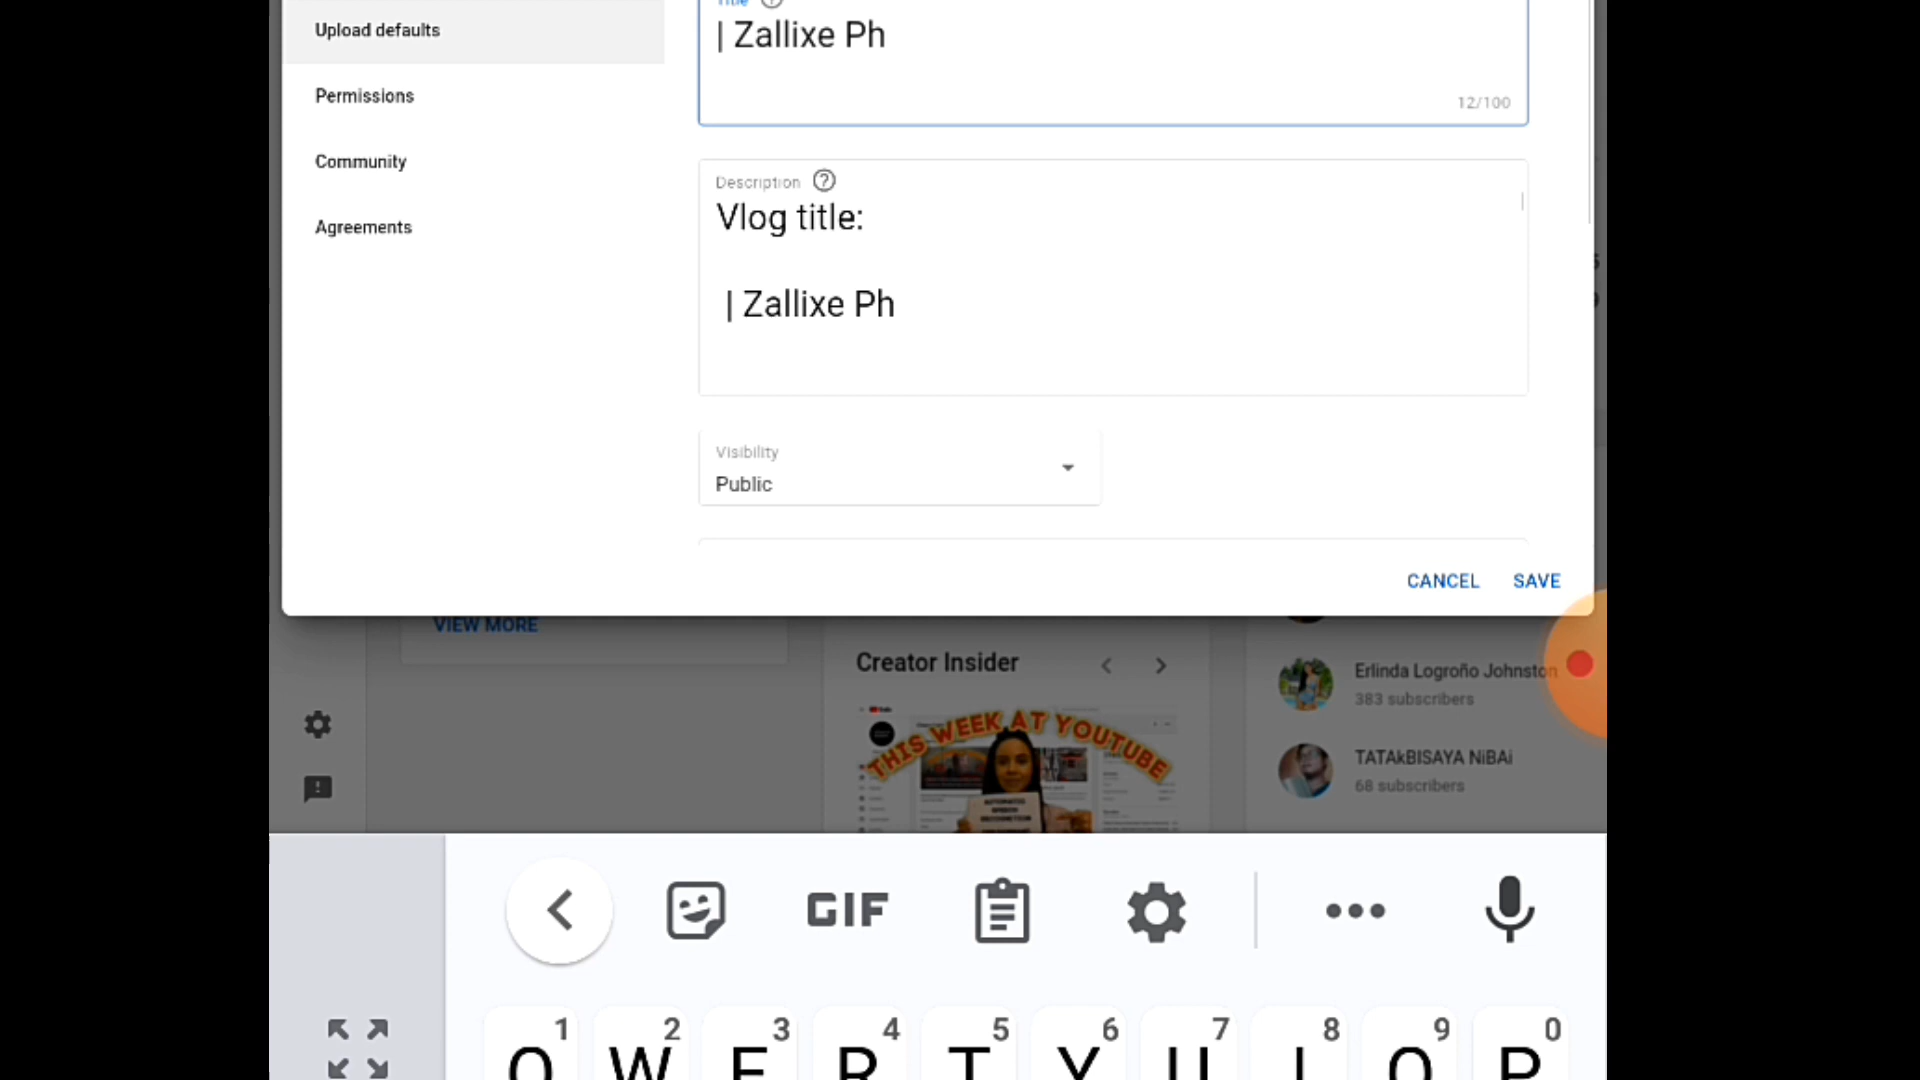 Title
Upload defaults
| Zallixe Ph
Permissions
12/100
Community
Description
Vlog title:
Agreements
| Zallixe Ph
Visibility
Public
CANCEL SAVE
VIEW MORE
Creator Insider
Erlinda Logroño Johnston
383 subscribers
THIS WEEK AT YOUTUBE
TATAkBISAYA NiBAi
68 subscribers
GIF
1 2 3 4 5 6 7 8 9 0
Q W E R T Y U I O P